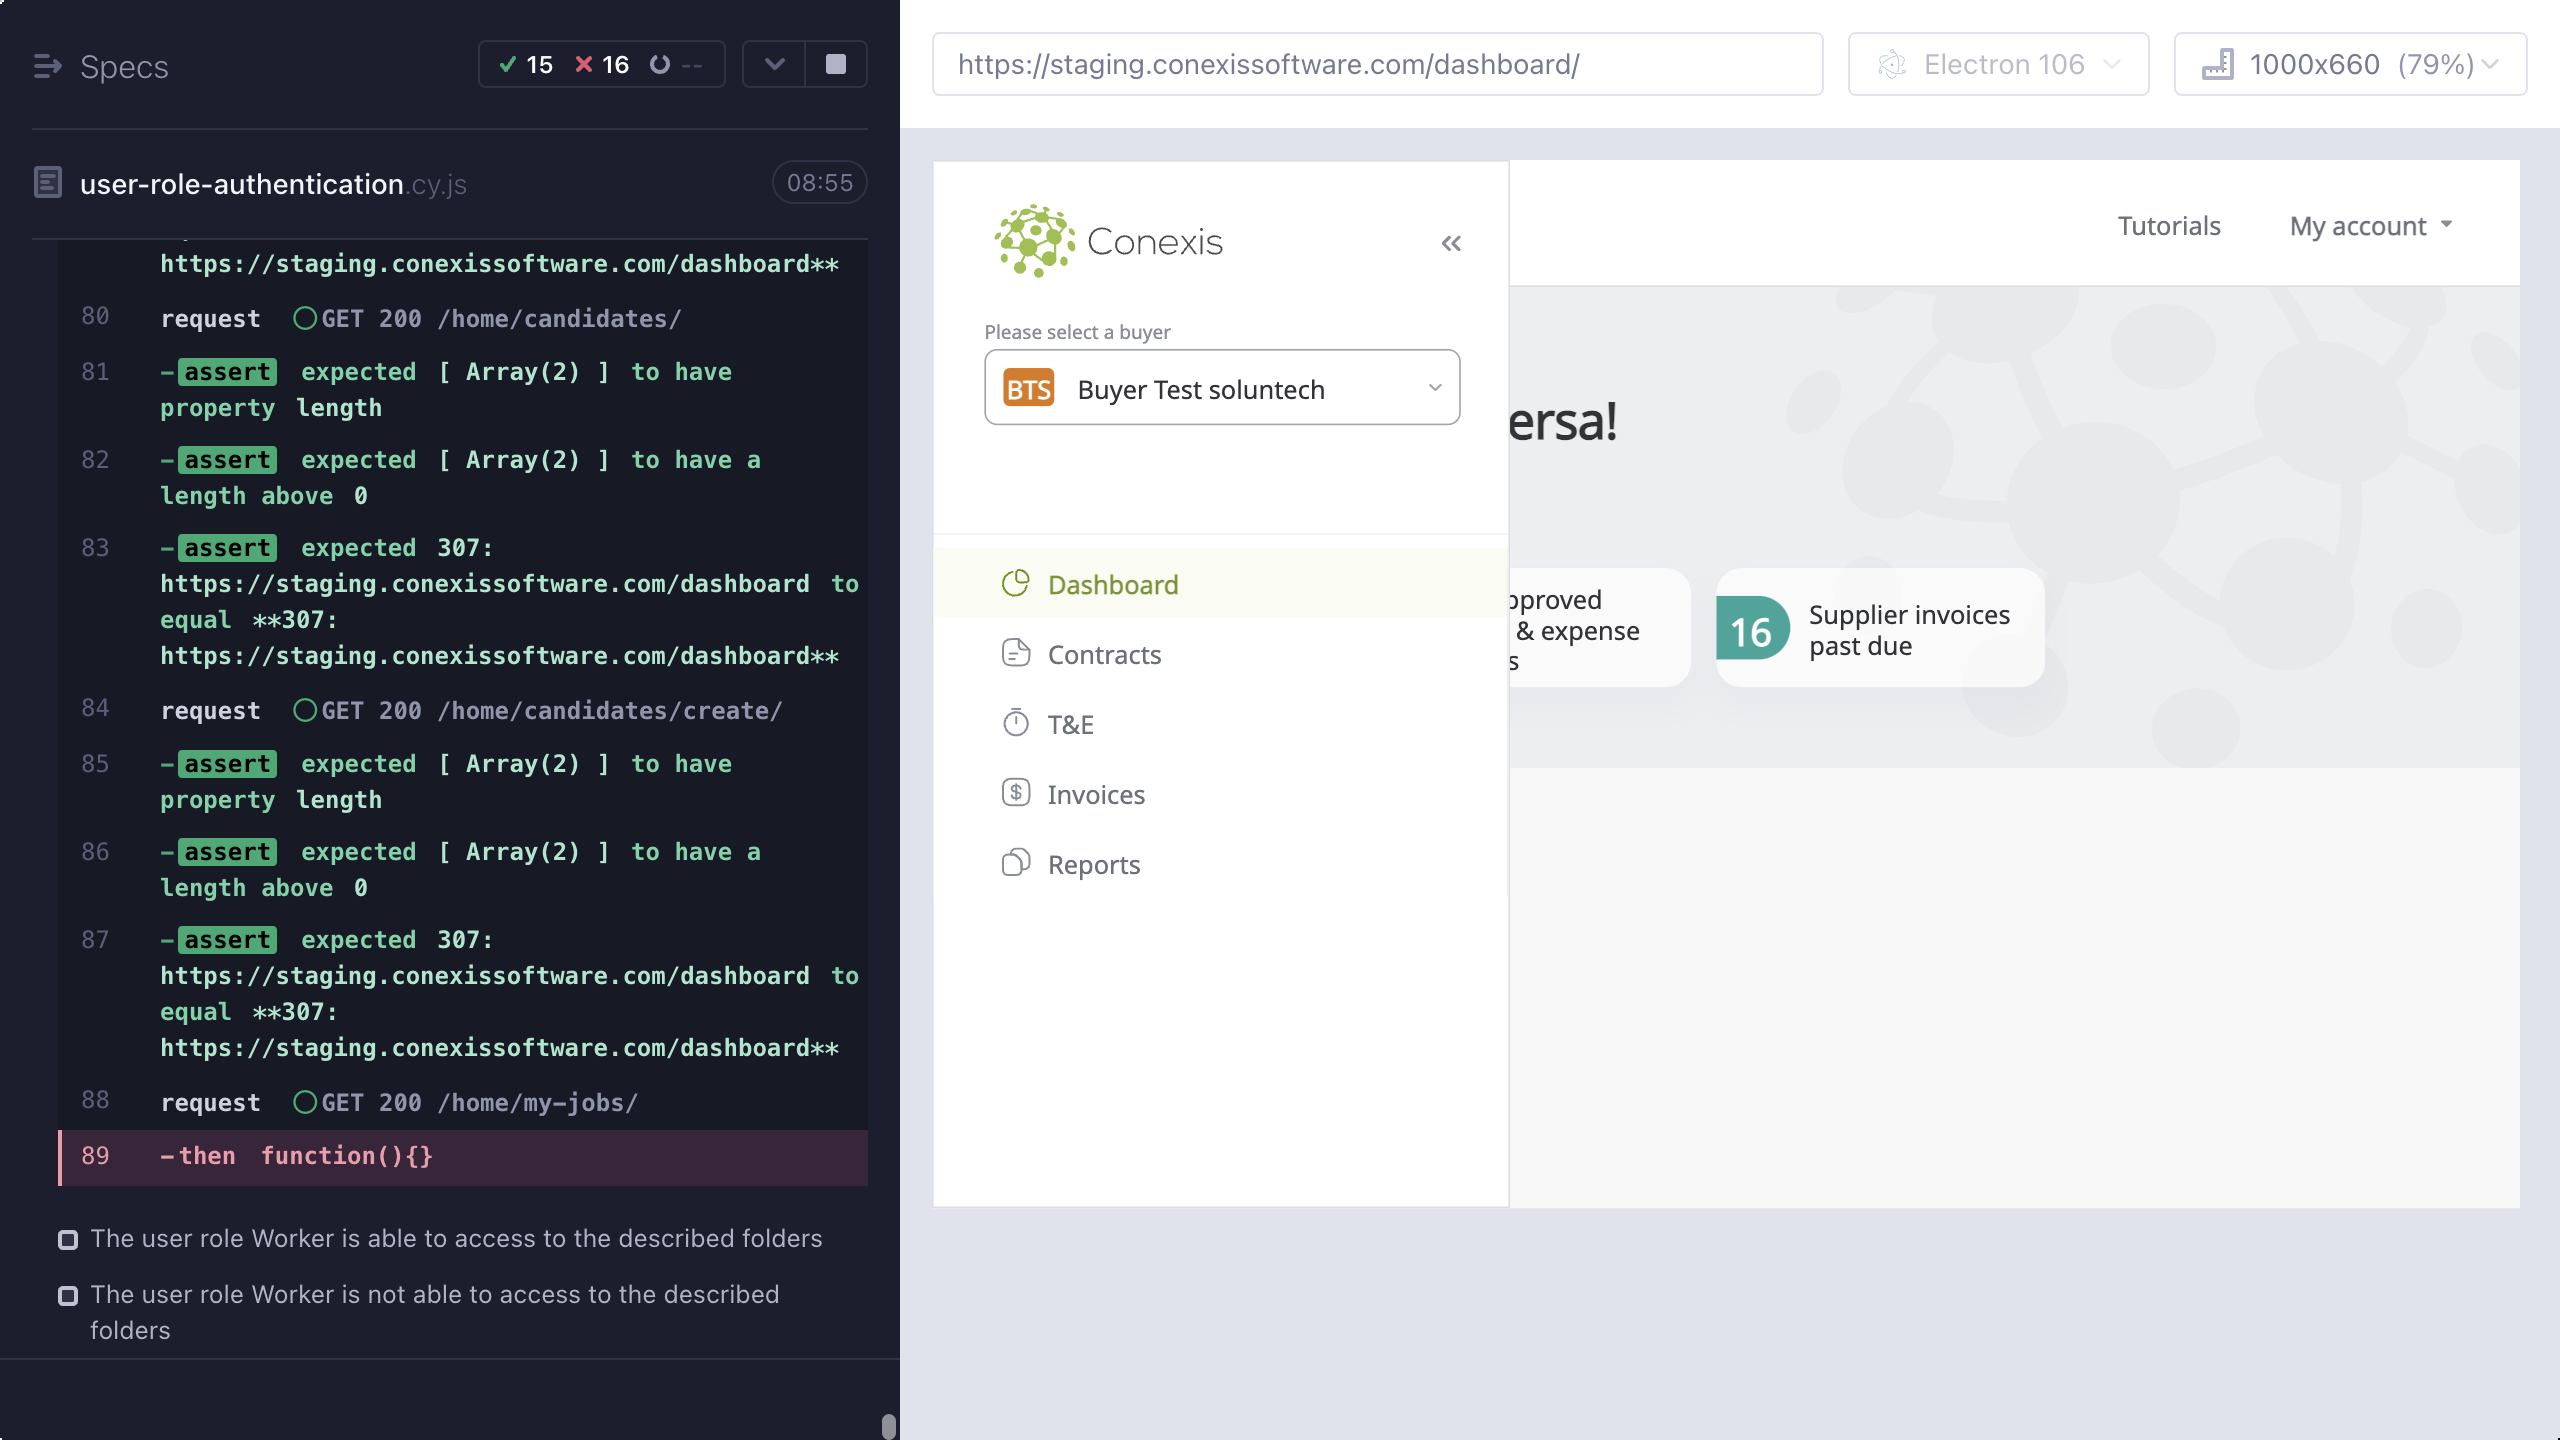 Specs
15 16 --
user-role-authentication.cy.js
08:55
https://staging.conexissoftware.com/dashboard**
80 request GET 200 /home/candidates/
81 -assert expected [ Array(2) ] to have
property length
82 -assert expected [ Array(2) ] to have a
length above 0
83 -assert expected 307:
https://staging.conexissoftware.com/dashboard to
equal **307:
https://staging.conexissoftware.com/dashboard**
84 request GET 200 /home/candidates/create/
85 -assert expected [ Array(2) ] to have
property length
86 -assert expected [ Array(2) ] to have a
length above 0
87 -assert expected 307:
https://staging.conexissoftware.com/dashboard to
equal **307:
https://staging.conexissoftware.com/dashboard**
88 request GET 200 /home/my-jobs/
89 -then function(){}
The user role Worker is able to access to the described folders
The user role Worker is not able to access to the described
folders
https://staging.conexissoftware.com/dashboard/
Electron 106
1000x660 (79%)
Conexis
«
Please select a buyer
BTS Buyer Test soluntech
Dashboard
Contracts
T&E
Invoices
Reports
Tutorials
My account
ersa!
proved
& expense
s
16
Supplier invoices
past due